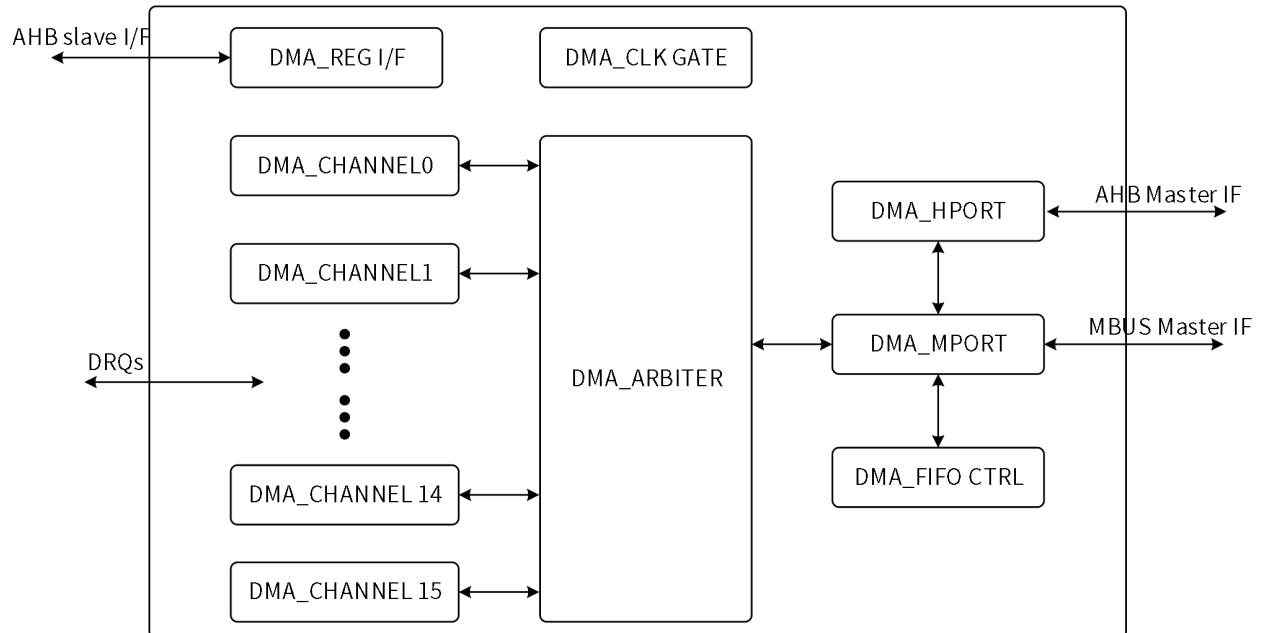 AHB slave I/F
DMA_REG I/F
DMA_CLK GATE
DMA_CHANNEL0
DMA_HPORT
AHB Master IF
DMA_CHANNEL1
DMA_MPORT
MBUS Master IF
DRQs
DMA_ARBITER
DMA_FIFO CTRL
DMA_CHANNEL 14
DMA_CHANNEL 15